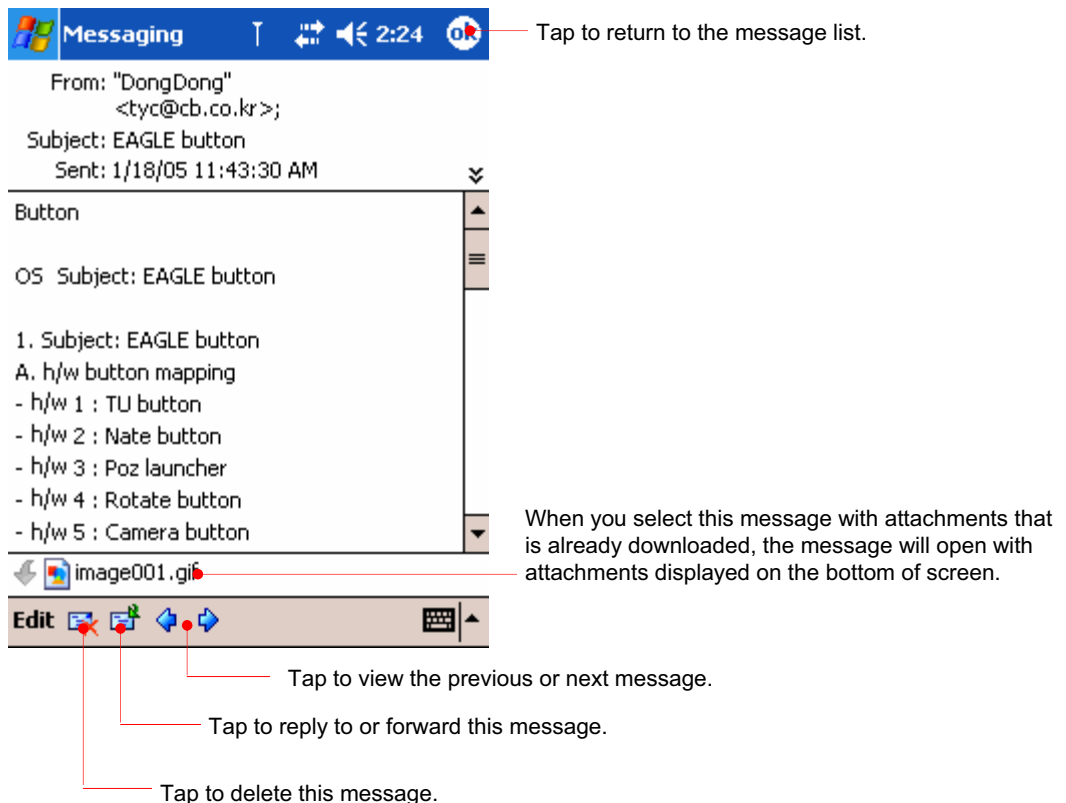 Messaging 2:24 ok
Tap to return to the message list.
From: "DongDong"
<tyc@cb.co.kr>;
Subject: EAGLE button
Sent: 1/18/05 11:43:30 AM
Button
OS Subject: EAGLE button
1. Subject: EAGLE button
A. h/w button mapping
- h/w 1 : TU button
- h/w 2 : Nate button
- h/w 3 : Poz launcher
- h/w 4 : Rotate button
- h/w 5 : Camera button
When you select this message with attachments that
is already downloaded, the message will open with
attachments displayed on the bottom of screen.
image001.gif
Edit
Tap to view the previous or next message.
Tap to reply to or forward this message.
Tap to delete this message.